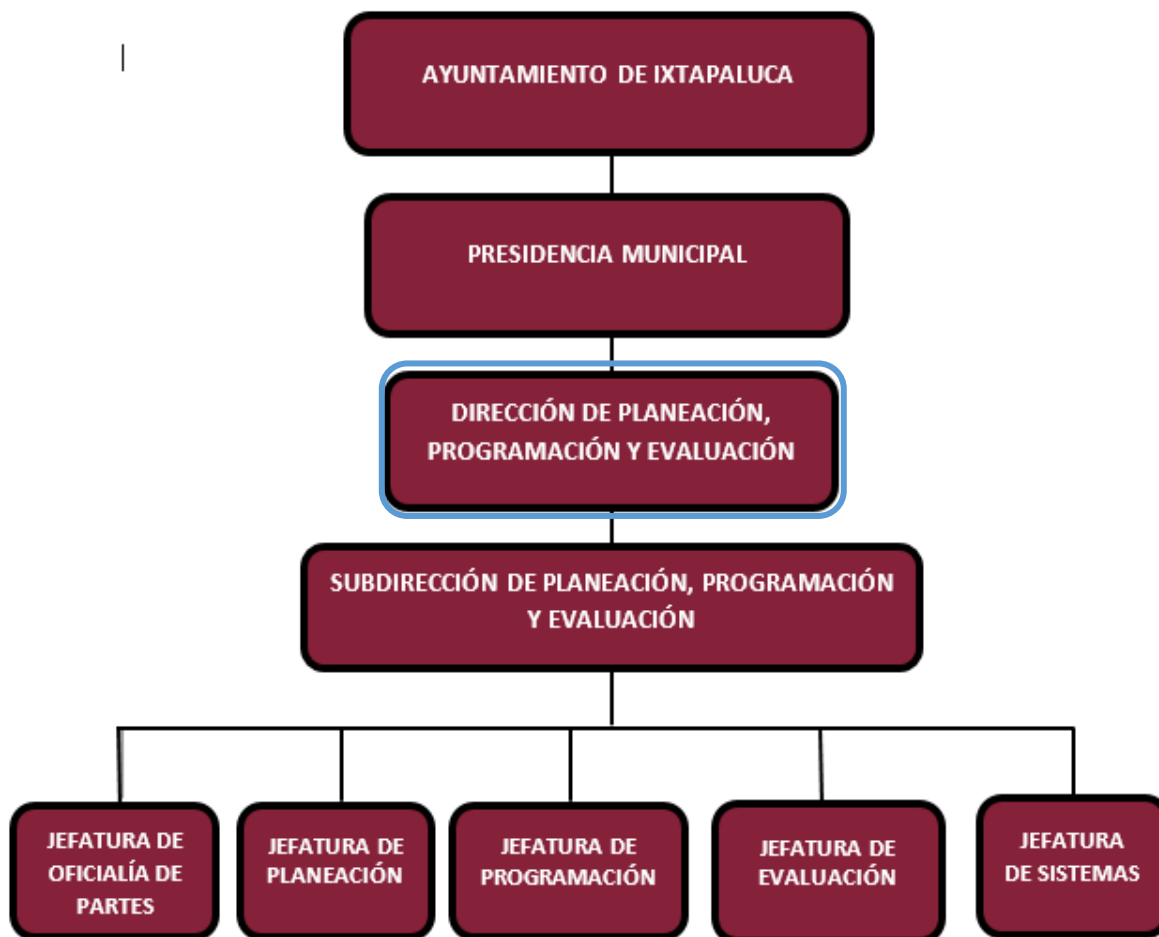 AYUNTAMIENTO DE IXTAPALUCA
PRESIDENCIA MUNICIPAL
DIRECCIÓN DE PLANEACIÓN,
PROGRAMACIÓN Y EVALUACIÓN
SUBDIRECCIÓN DE PLANEACIÓN, PROGRAMACIÓN
Y EVALUACIÓN
JEFATURA DE
OFICIALÍA DE
PARTES
JEFATURA DE
PLANEACIÓN
JEFATURA DE
PROGRAMACIÓN
JEFATURA DE
EVALUACIÓN
JEFATURA
DE SISTEMAS